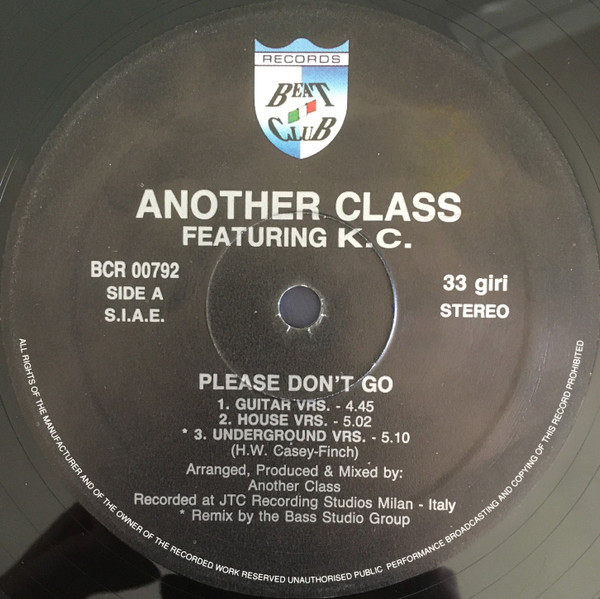 RECORDS
BEAT
CLUB
ANOTHER CLASS
FEATURING K.C.
BCR 00792
SIDE A
S.I.A.E.
33 giri
STEREO
PLEASE DON'T GO
1. GUITAR VRS. - 4.45
2. HOUSE VRS. - 5.02
* 3. UNDERGROUND VRS. - 5.10
(H.W. Casey-Finch)
Arranged, Produced & Mixed by:
Another Class
Recorded at JTC Recording Studios Milan - Italy
* Remix by the Bass Studio Group
ALL RIGHTS OF THE MANUFACTURER AND OF THE OWNER OF THE RECORDED WORK RESERVED UNAUTHORISED PUBLIC PERFORMANCE BROADCASTING AND COPYING OF THIS RECORD PROHIBITED